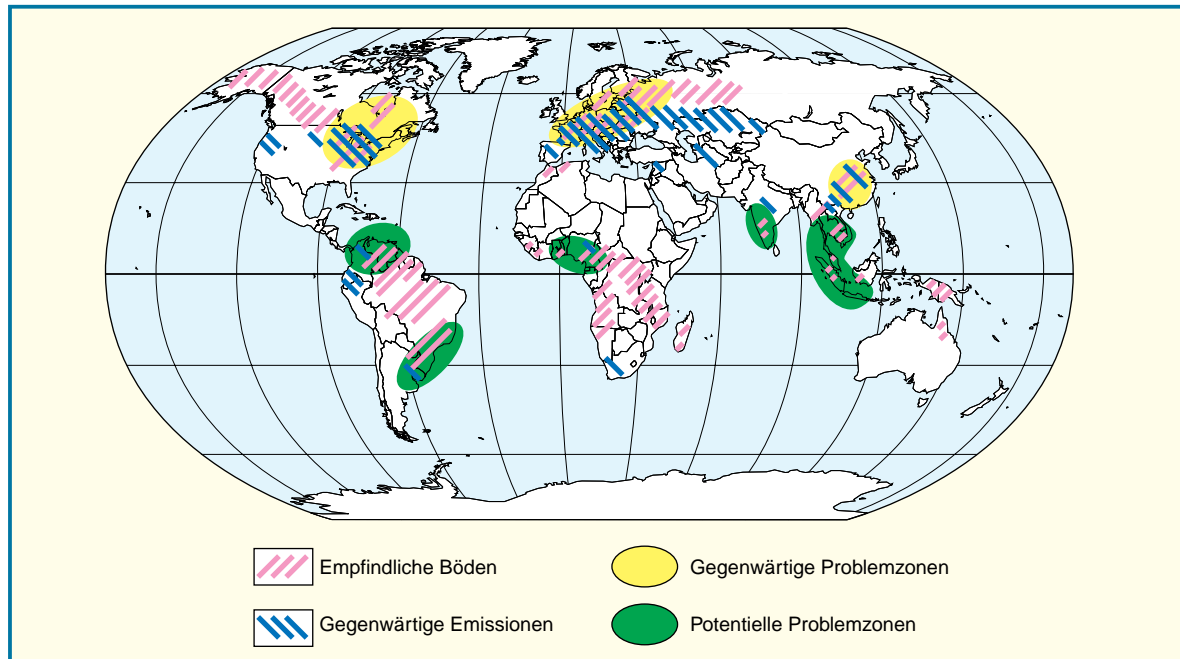 Empfindliche Böden
Gegenwärtige Problemzonen
Gegenwärtige Emissionen
Potentielle Problemzonen